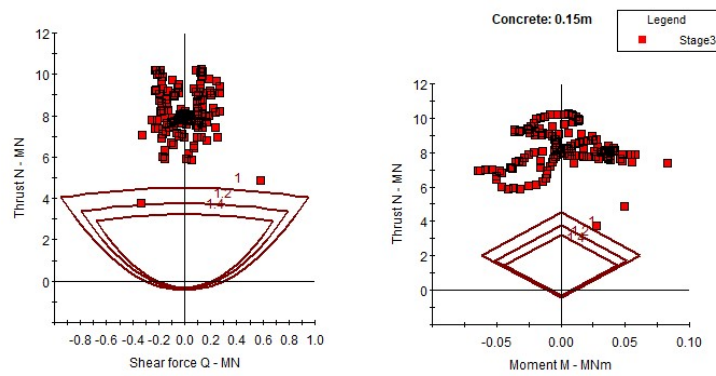 Concrete: 0.15m
Legend
Stage3
Thrust N - MN
12
10
8
6
4
2
0
1
1.2
1.4
-0.8 -0.6 -0.4 -0.2 0.0 0.2 0.4 0.6 0.8 1.0
Shear force Q - MN
Thrust N - MN
12
10
8
6
4
2
0
1
1.2
1.4
-0.05 0.00 0.05 0.10
Moment M - MNm